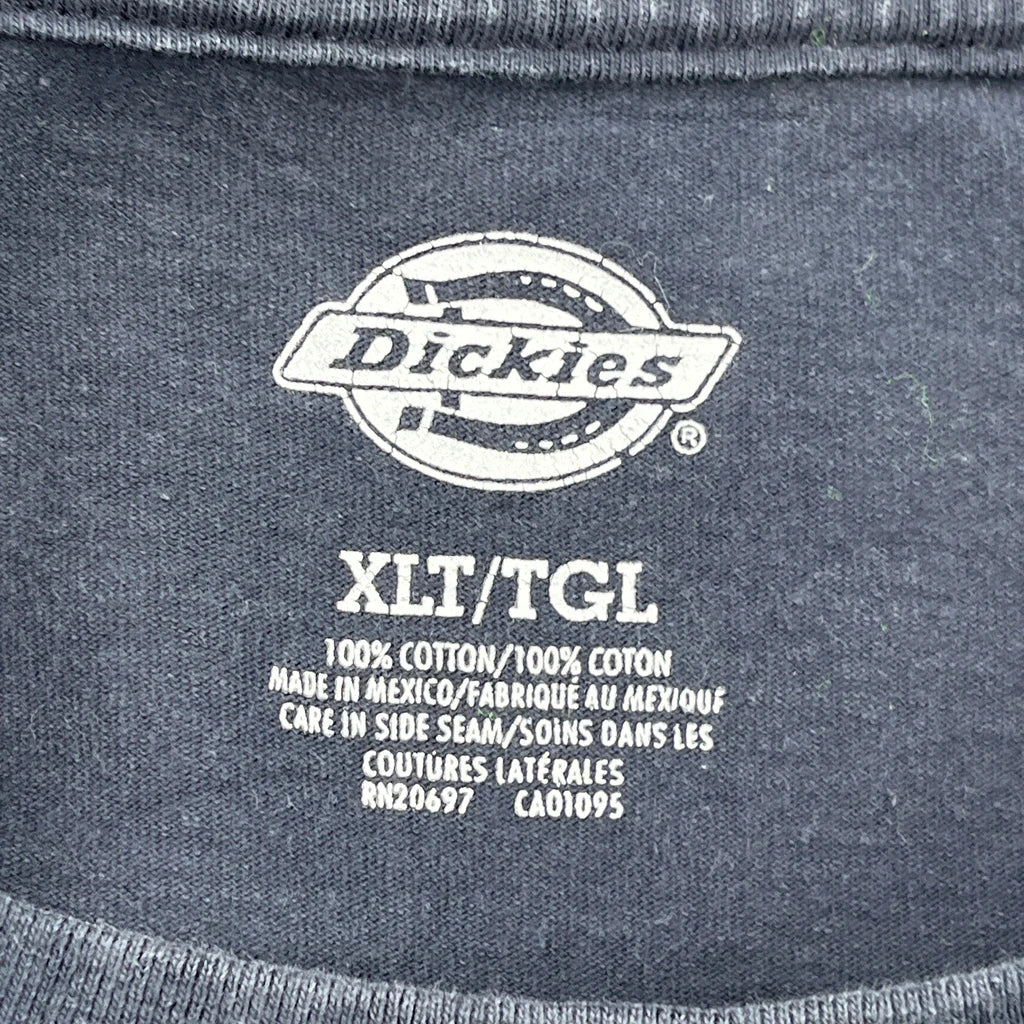 Dickies
®
XLT/TGL
100% COTTON/100% COTON
MADE IN MEXICO/FABRIQUÉ AU MEXIQUE
CARE IN SIDE SEAM/SOINS DANS LES
COUTURES LATÉRALES
RN20697 CA01095